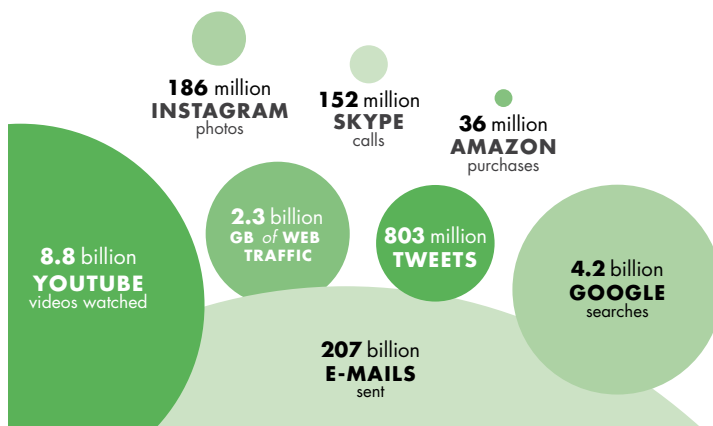 186 million
INSTAGRAM
photos
152 million
SKYPE
calls
36 million
AMAZON
purchases
8.8 billion
YOUTUBE
videos watched
2.3 billion
GB of WEB
TRAFFIC
803 million
TWEETS
4.2 billion
GOOGLE
searches
207 billion
E-MAILS
sent